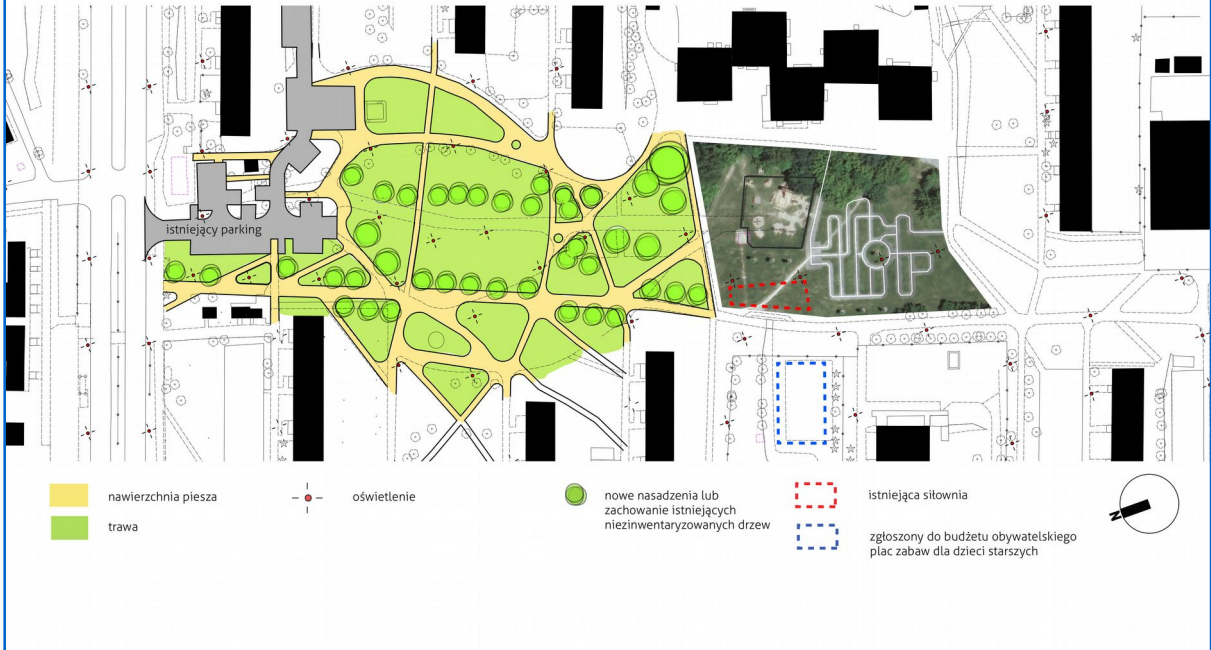 istniejący parking
nawierzchnia piesza
trawa
oświetlenie
nowe nasadzenia lub
zachowanie istniejących
niezinwentaryzowanych drzew
istniejąca siłownia
zgłoszony do budżetu obywatelskiego
plac zabaw dla dzieci starszych
N